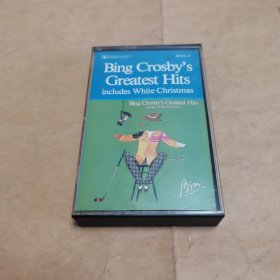 Bing Crosby's
Greatest Hits
includes White Christmas
Bing Crosby's Greatest Hits